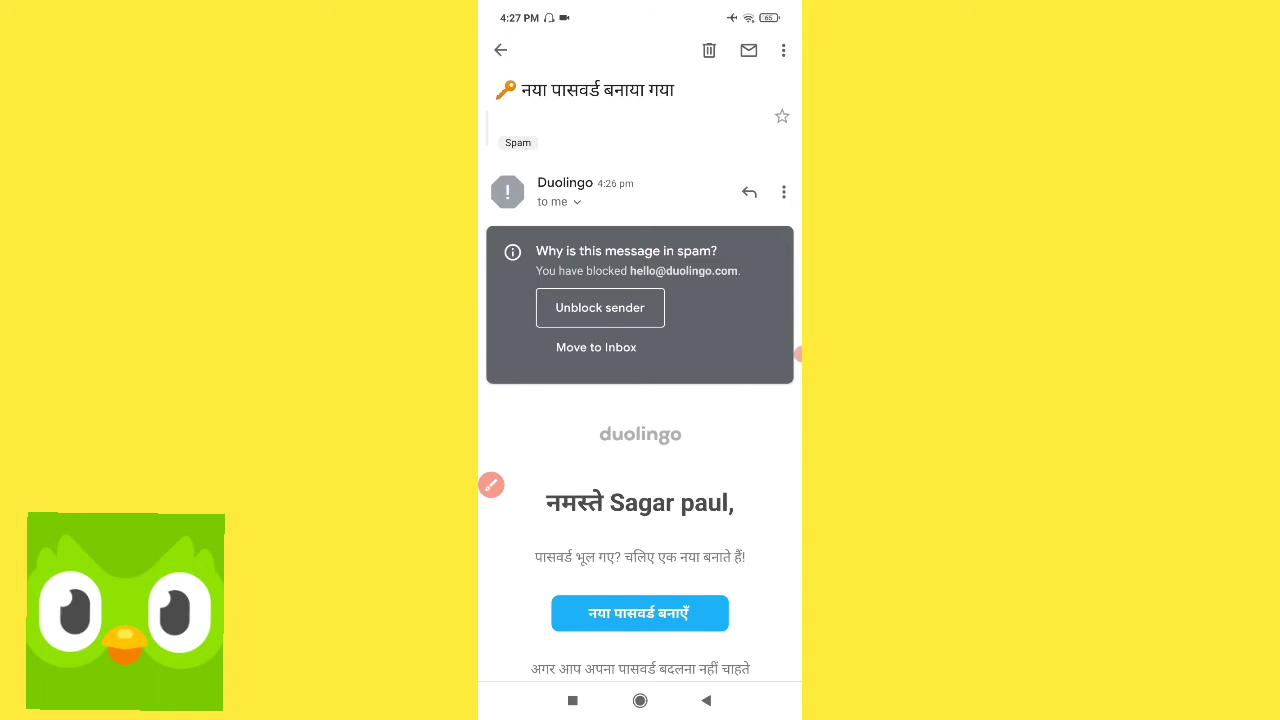 4:27 PM
65
🔑 नया पासवर्ड बनाया गया
Spam
Duolingo 4:26 pm
to me
Why is this message in spam?
You have blocked hello@duolingo.com.
Unblock sender
Move to Inbox
duolingo
नमस्ते Sagar paul,
पासवर्ड भूल गए? चलिए एक नया बनाते हैं!
नया पासवर्ड बनाएँ
अगर आप अपना पासवर्ड बदलना नहीं चाहते